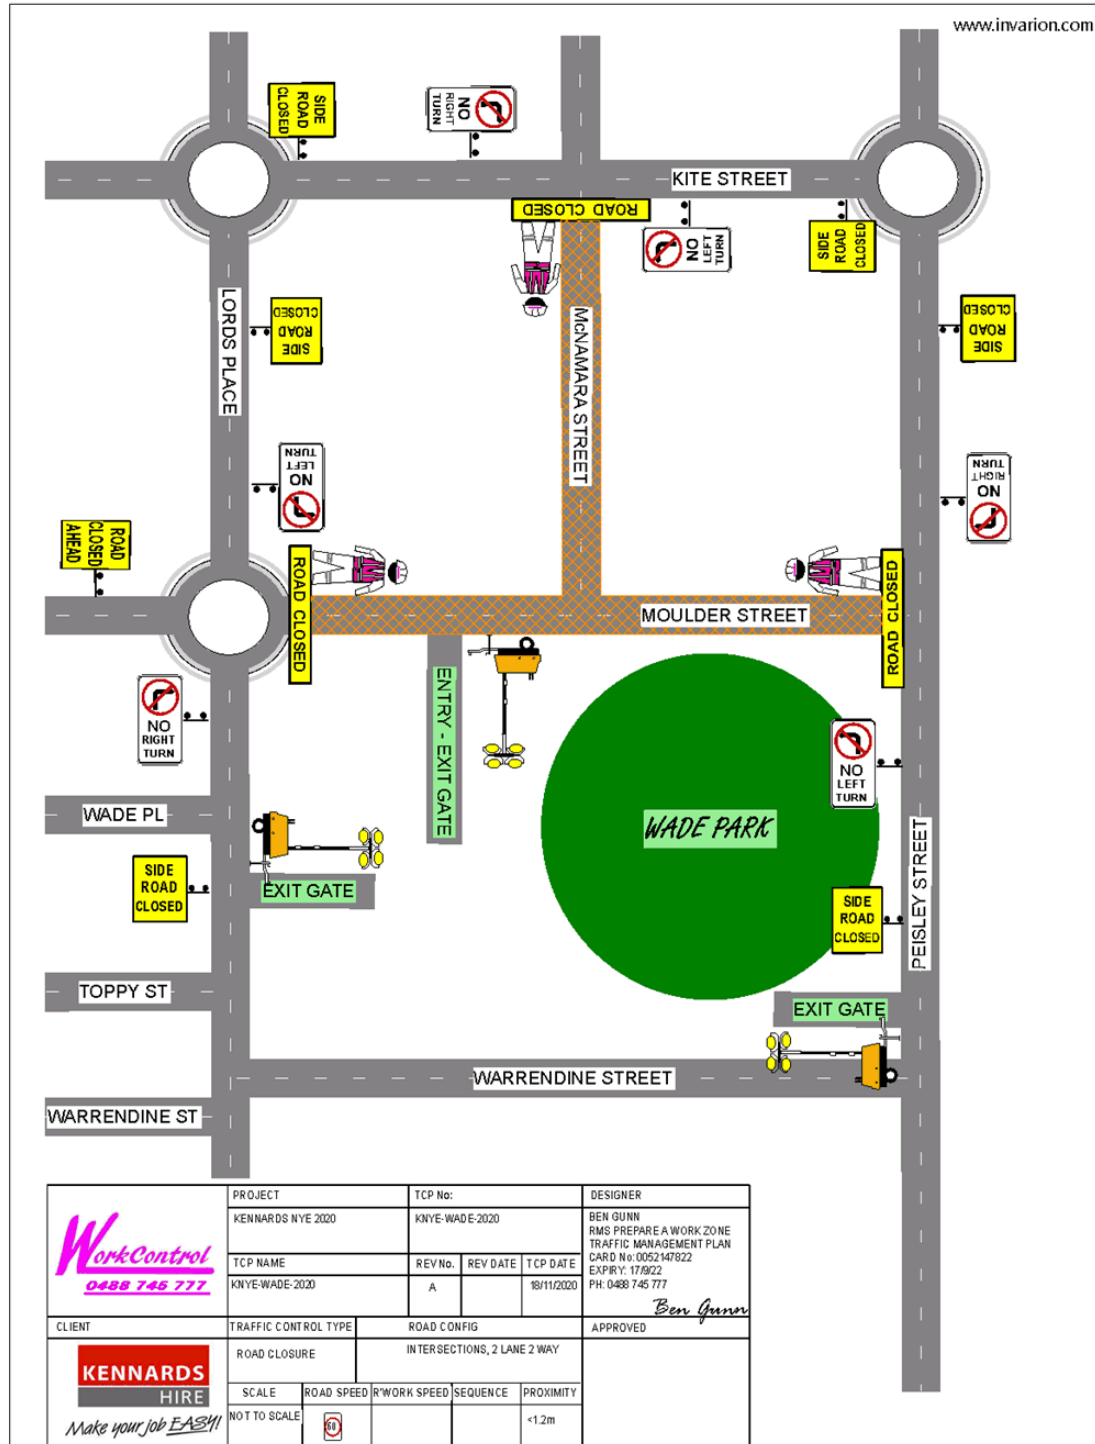 www.invarion.com
SIDE
ROAD
CLOSED
NO
RIGHT
TURN
KITE STREET
ROAD CLOSED
NO
LEFT
TURN
SIDE
ROAD
CLOSED
LORDS PLACE
SIDE
ROAD
CLOSED
McNAMARA STREET
SIDE
ROAD
CLOSED
NO
LEFT
TURN
NO
RIGHT
TURN
ROAD
CLOSED
AHEAD
ROAD CLOSED
MOULDER STREET
ROAD CLOSED
ENTRY - EXIT GATE
NO
RIGHT
TURN
NO
LEFT
TURN
WADE PL
WADE PARK
PEISLEY STREET
SIDE
ROAD
CLOSED
EXIT GATE
SIDE
ROAD
CLOSED
TOPPY ST
EXIT GATE
WARRENDINE STREET
WARRENDINE ST
WorkControl
0488 745 777
PROJECT
KENNARDS NYE 2020
TCP No:
KNYE-WADE-2020
DESIGNER
BEN GUNN
RMS PREPARE A WORK ZONE
TRAFFIC MANAGEMENT PLAN
CARD No: 0052147822
EXPIRY: 17/9/22
PH: 0488 745 777
Ben Gunn
TCP NAME
KNYE-WADE-2020
REV No.
A
REV DATE
TCP DATE
18/11/2020
CLIENT
KENNARDS
HIRE
Make your job EASY!
TRAFFIC CONTROL TYPE
ROAD CLOSURE
ROAD CONFIG
INTERSECTIONS, 2 LANE 2 WAY
APPROVED
SCALE
NOT TO SCALE
ROAD SPEED
60
R'WORK SPEED
SEQUENCE
PROXIMITY
<1.2m